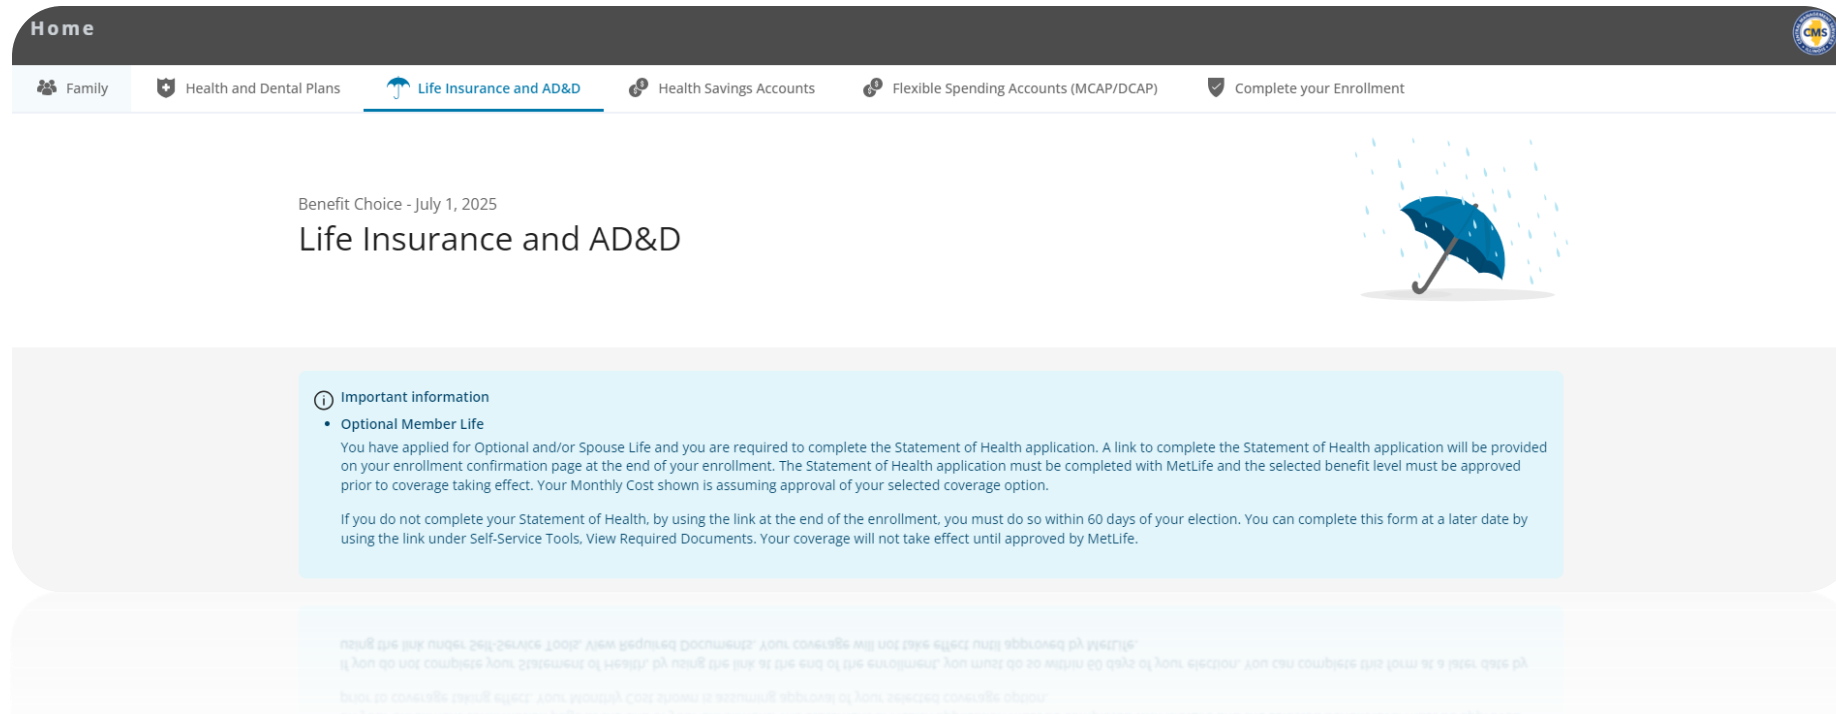 Home
CMS
Family
Health and Dental Plans
Life Insurance and AD&D
Health Savings Accounts
Flexible Spending Accounts (MCAP/DCAP)
Complete your Enrollment
Benefit Choice - July 1, 2025
Life Insurance and AD&D
Important information
• Optional Member Life
You have applied for Optional and/or Spouse Life and you are required to complete the Statement of Health application. A link to complete the Statement of Health application will be provided
on your enrollment confirmation page at the end of your enrollment. The Statement of Health application must be completed with MetLife and the selected benefit level must be approved
prior to coverage taking effect. Your Monthly Cost shown is assuming approval of your selected coverage option.
If you do not complete your Statement of Health, by using the link at the end of the enrollment, you must do so within 60 days of your election. You can complete this form at a later date by
using the link under Self-Service Tools, View Required Documents. Your coverage will not take effect until approved by MetLife.